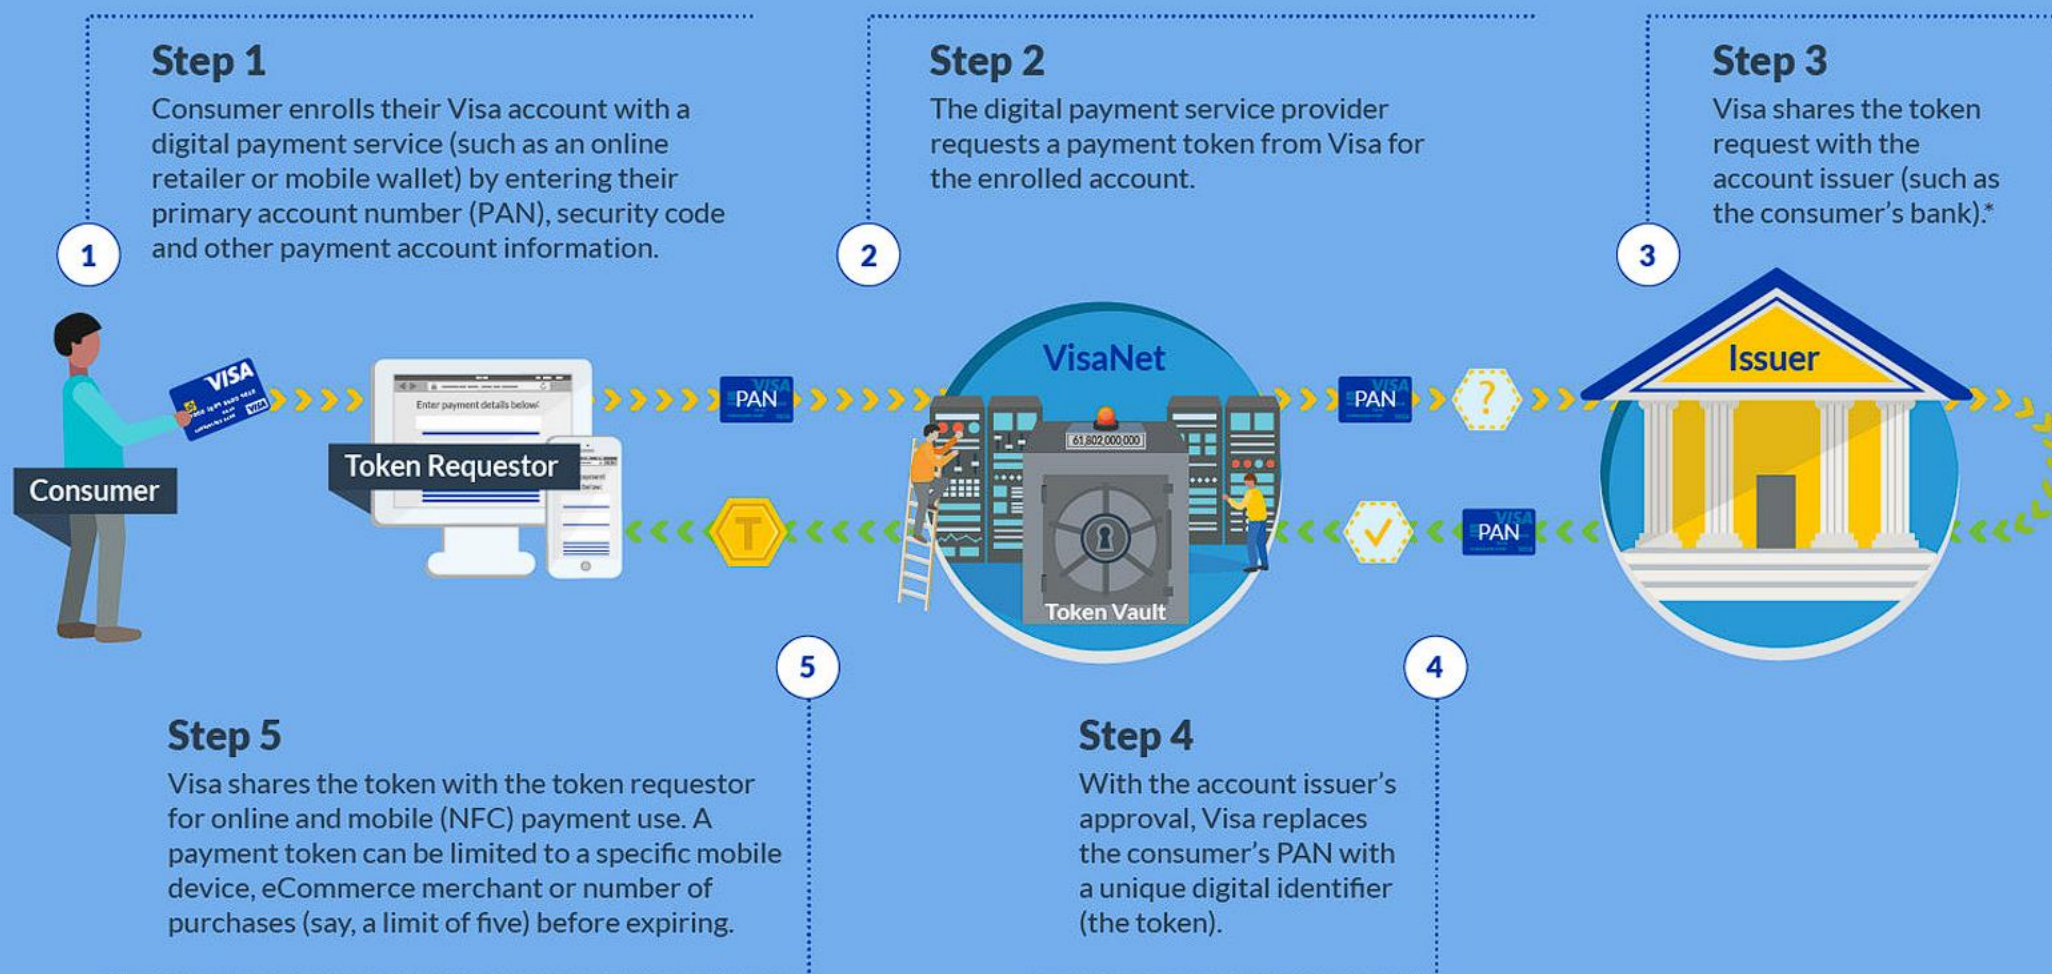 Step 1
Consumer enrolls their Visa account with a
digital payment service (such as an online
retailer or mobile wallet) by entering their
primary account number (PAN), security code
and other payment account information.
1
Step 2
The digital payment service provider
requests a payment token from Visa for
the enrolled account.
2
Step 3
Visa shares the token
request with the
account issuer (such as
the consumer's bank).*
3
Consumer
VISA
VISA
Enter payment details below:
Token Requestor
VISA
PAN
VisaNet
61,802,000,000
Token Vault
VISA
PAN
?
Issuer
T
VISA
PAN
5
4
Step 5
Visa shares the token with the token requestor
for online and mobile (NFC) payment use. A
payment token can be limited to a specific mobile
device, eCommerce merchant or number of
purchases (say, a limit of five) before expiring.
Step 4
With the account issuer's
approval, Visa replaces
the consumer's PAN with
a unique digital identifier
(the token).